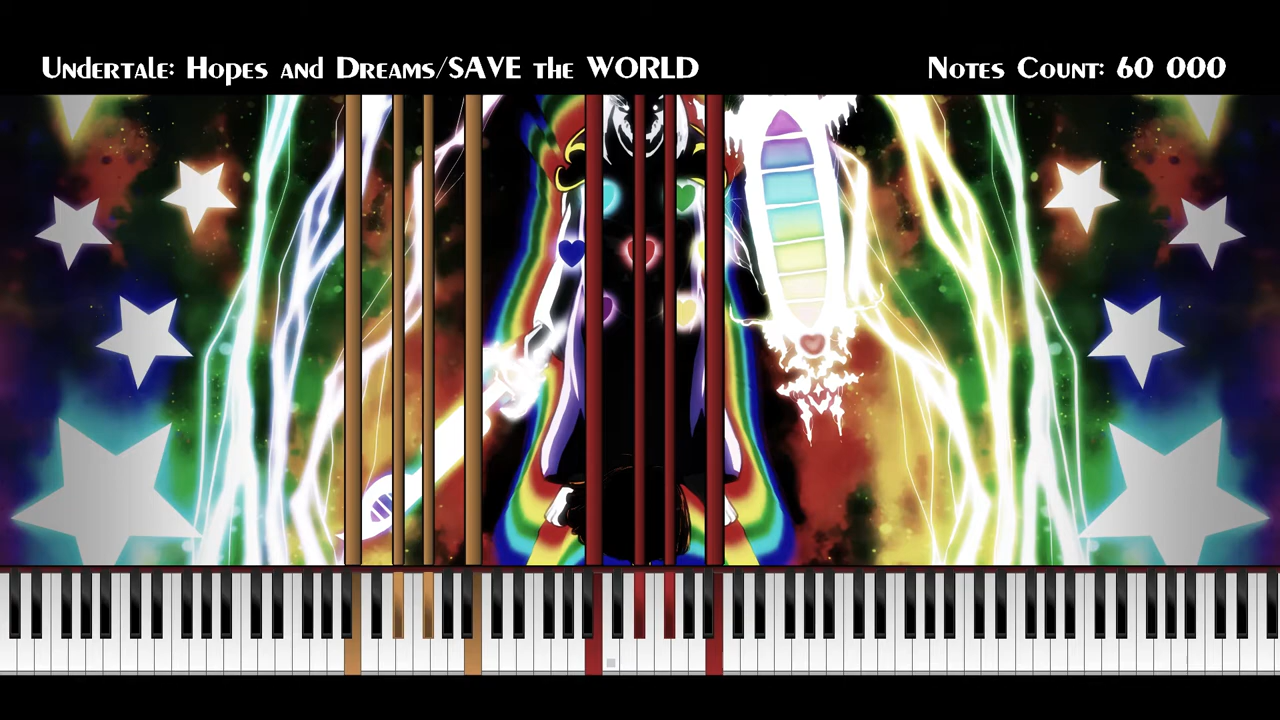 Undertale: Hopes and Dreams/SAVE the WORLD
Notes Count: 60 000